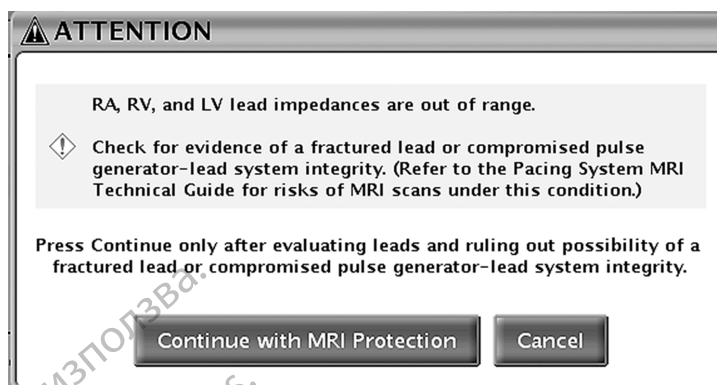 ATTENTION
RA, RV, and LV lead impedances are out of range.
Check for evidence of a fractured lead or compromised pulse
generator-lead system integrity. (Refer to the Pacing System MRI
Technical Guide for risks of MRI scans under this condition.)
Press Continue only after evaluating leads and ruling out possibility of a
fractured lead or compromised pulse generator-lead system integrity.
Continue with MRI Protection
Cancel
използва.